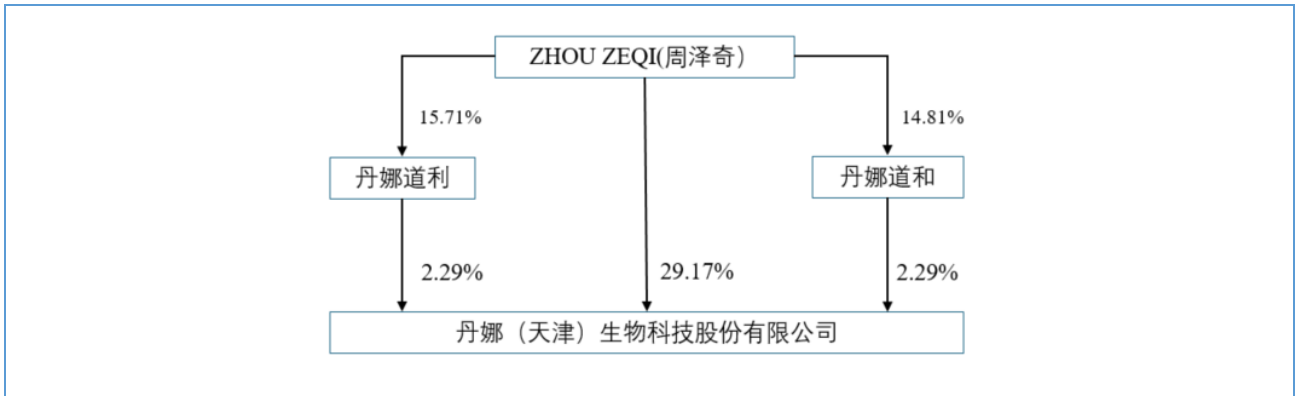 ZHOU ZEQI(周泽奇）
15.71%
14.81%
丹娜道利
丹娜道和
2.29%
29.17%
2.29%
丹娜（天津）生物科技股份有限公司